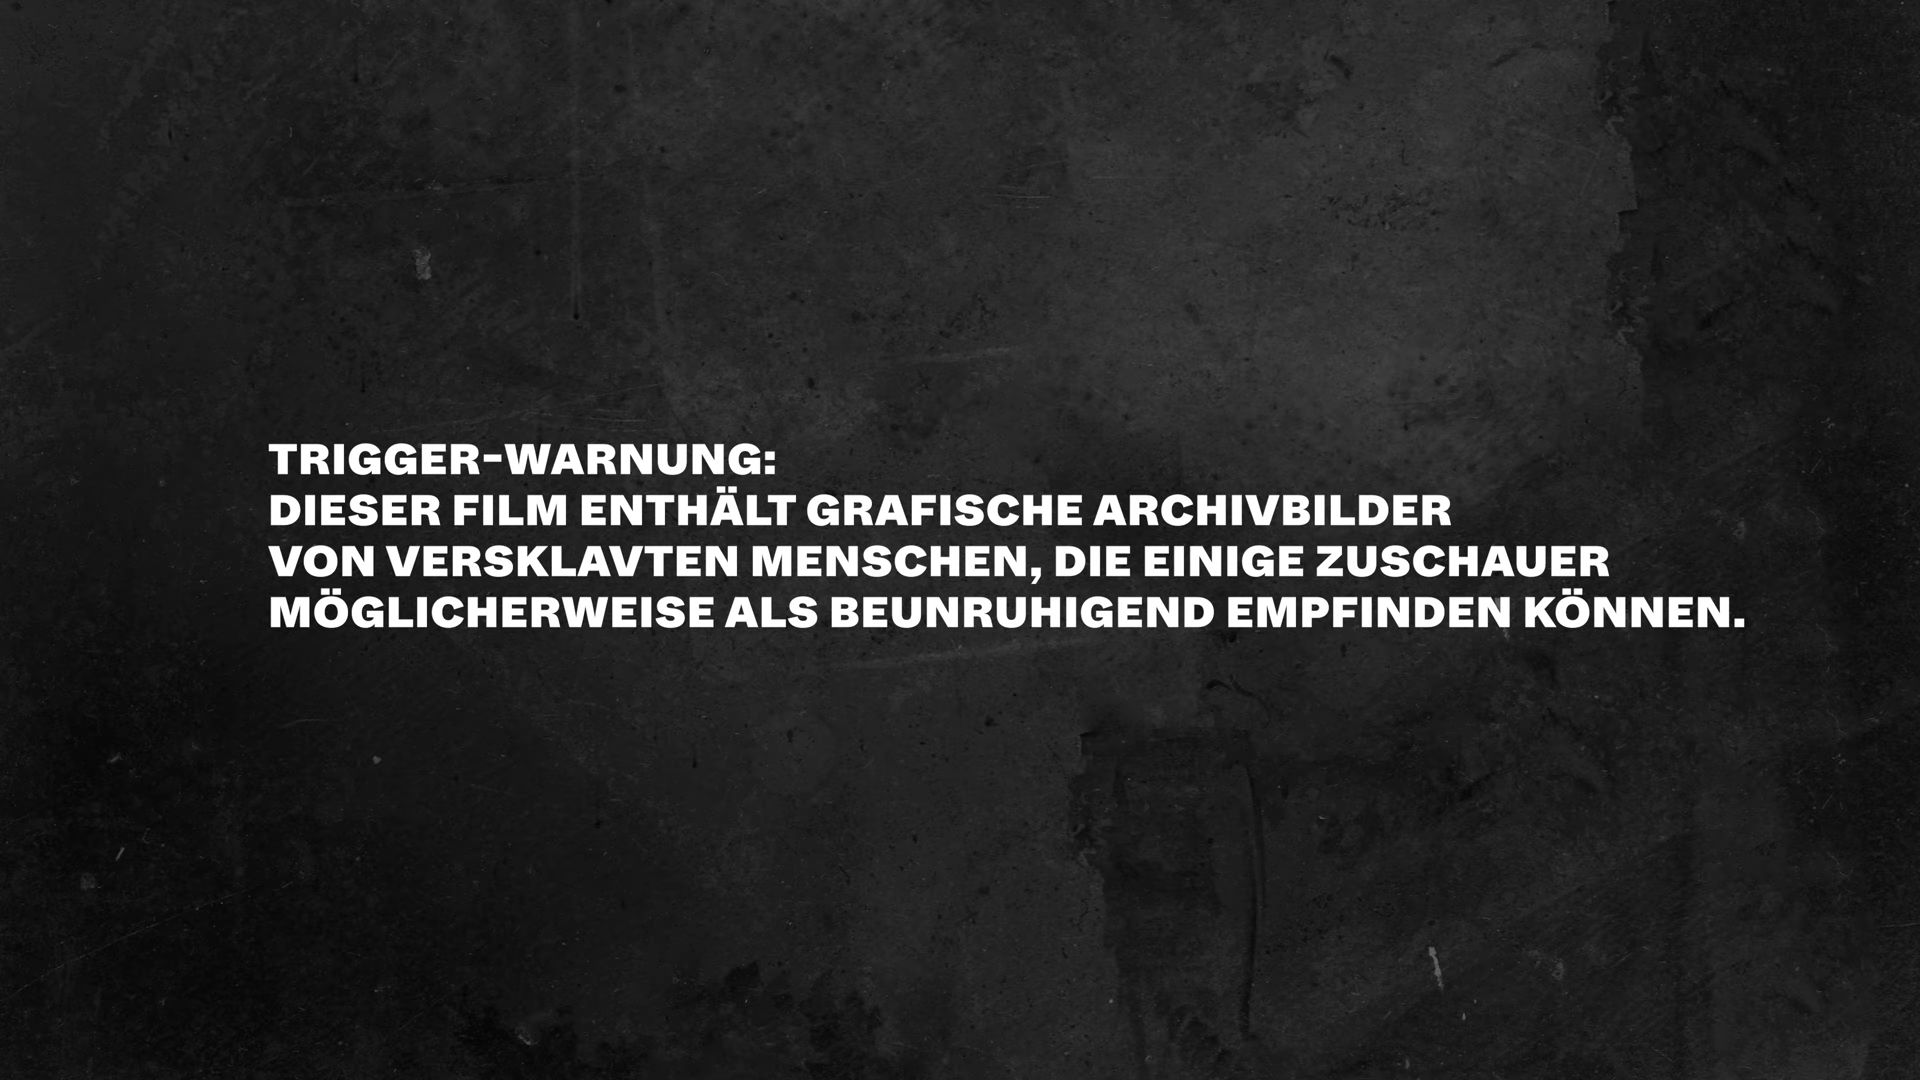 TRIGGER-WARNUNG:
DIESER FILM ENTHÄLT GRAFISCHE ARCHIVBILDER
VON VERSKLAVTEN MENSCHEN, DIE EINIGE ZUSCHAUER
MÖGLICHERWEISE ALS BEUNRUHIGEND EMPFINDEN KÖNNEN.